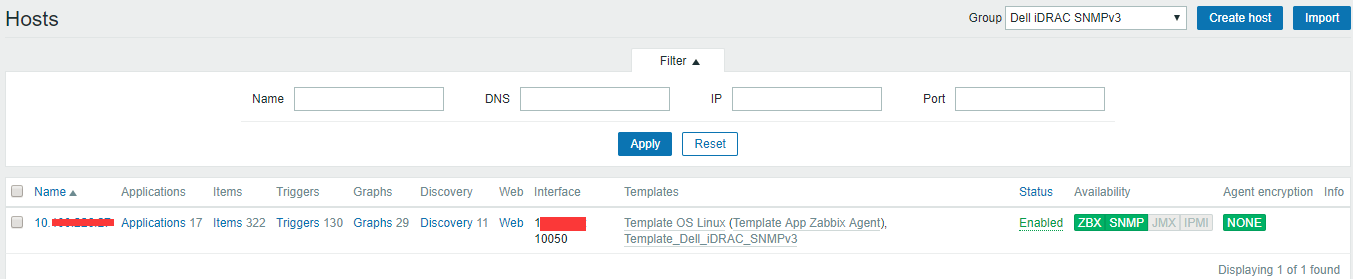 Hosts
Group Dell iDRAC SNMPv3 Create host Import
Filter
Name DNS IP Port
Apply Reset
Name Applications Items Triggers Graphs Discovery Web Interface Templates Status Availability Agent encryption Info
10. Applications 17 Items 322 Triggers 130 Graphs 29 Discovery 11 Web 1 Template OS Linux (Template App Zabbix Agent), Enabled ZBX SNMP JMX IPMI NONE
10050 Template_Dell_iDRAC_SNMPv3
Displaying 1 of 1 found